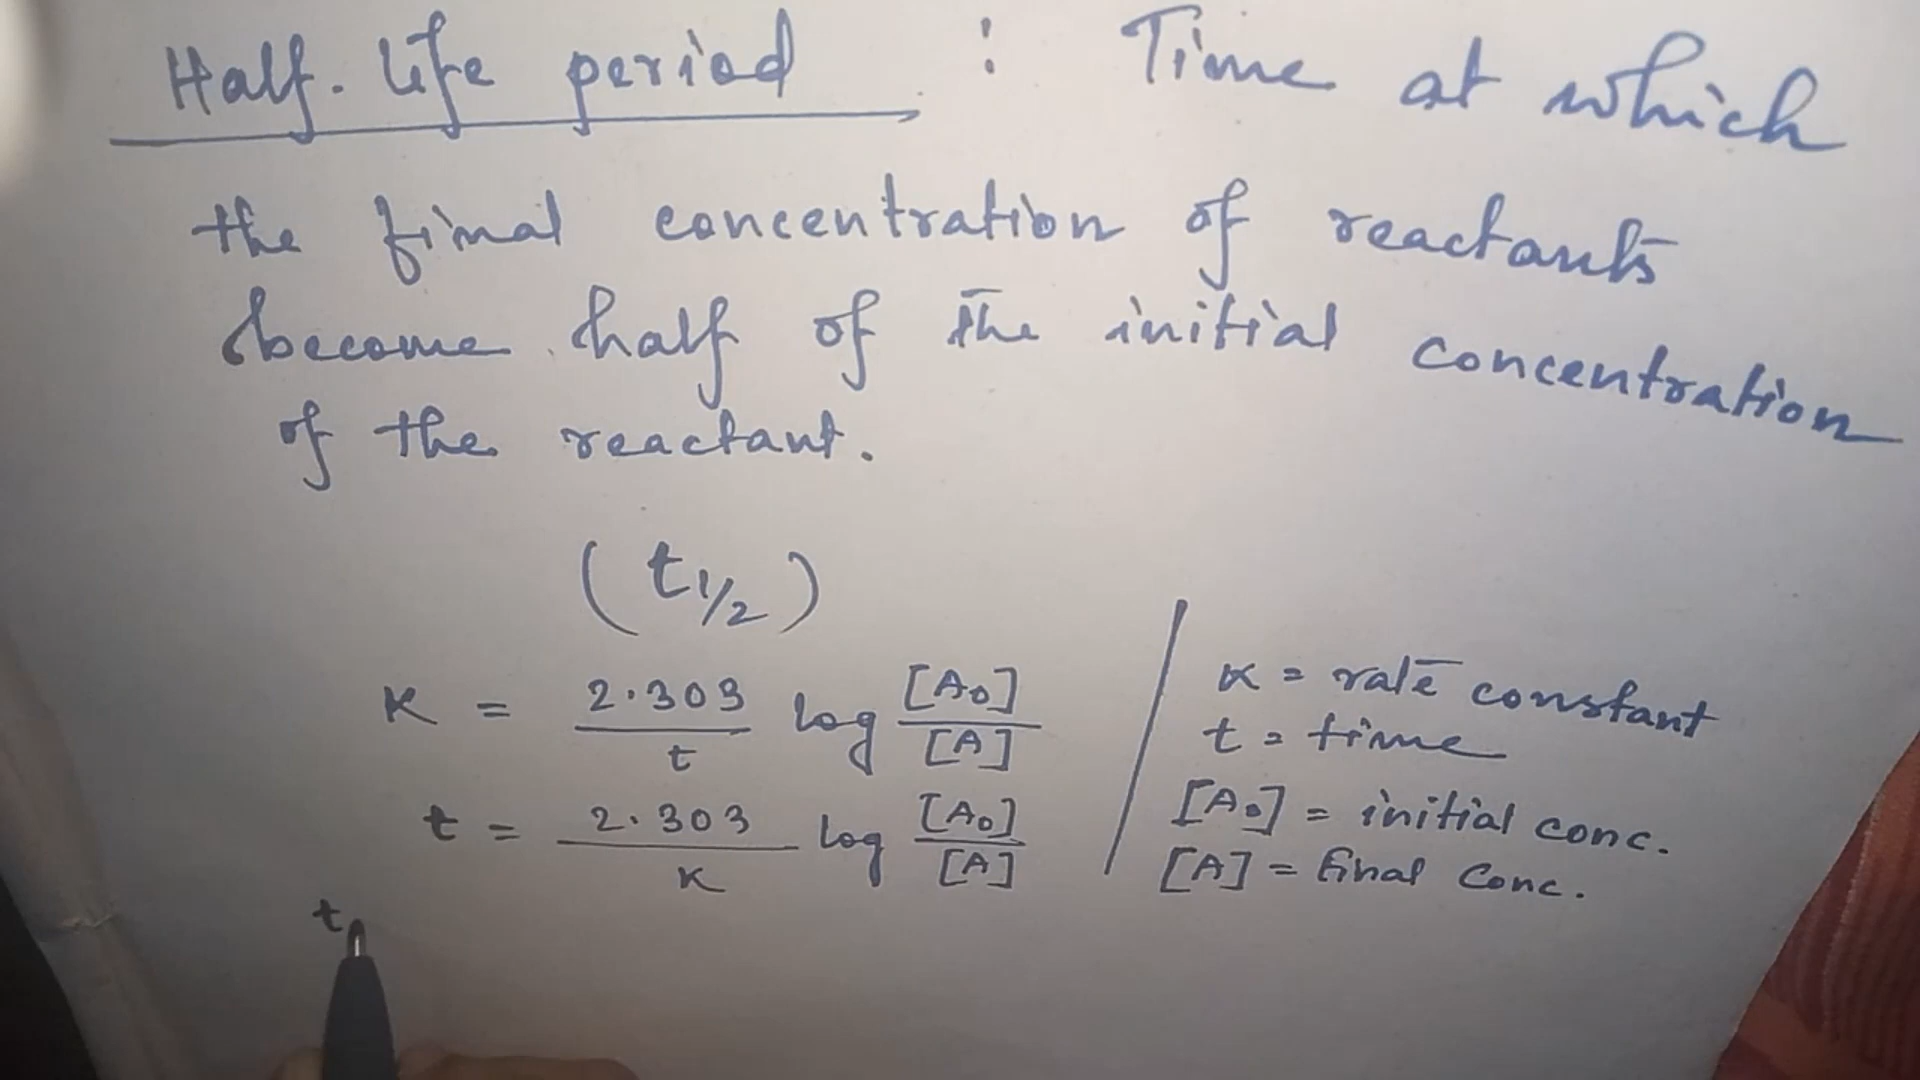 Half-life period : Time at which
the final concentration of reactants
become half of the initial concentration
of the reactant.
(t1/2)
K = 2.303/t log [A0]/[A]
t = 2.303/K log [A0]/[A]
t
K = rate constant
t = time
[A0] = initial conc.
[A] = final conc.